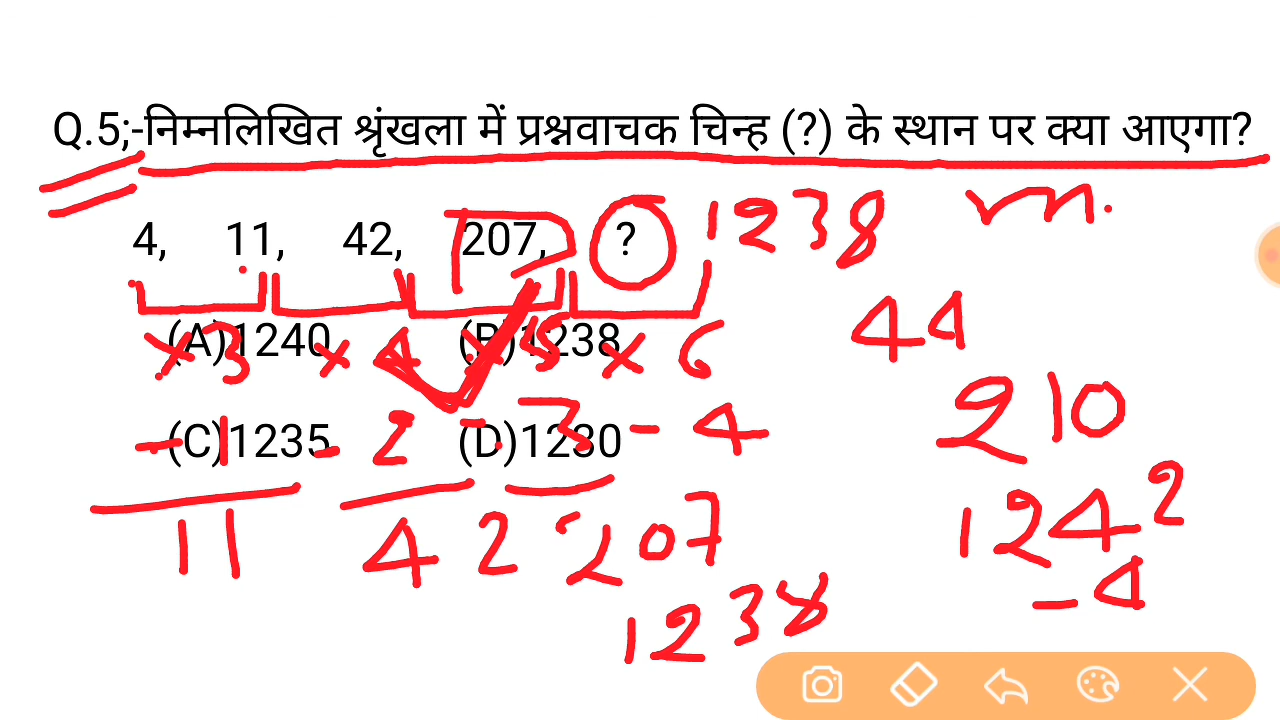 Q.5;-निम्नलिखित श्रृंखला में प्रश्नवाचक चिन्ह (?) के स्थान पर क्या आएगा?
4, 11, 42, 207, ? 1238
(A)1240 (B)1238
×3 ×4 ×5 ×6
44
(C)1235 (D)1230
-1 -2 -3 -4
210
11 42 207
1242
-4
1238